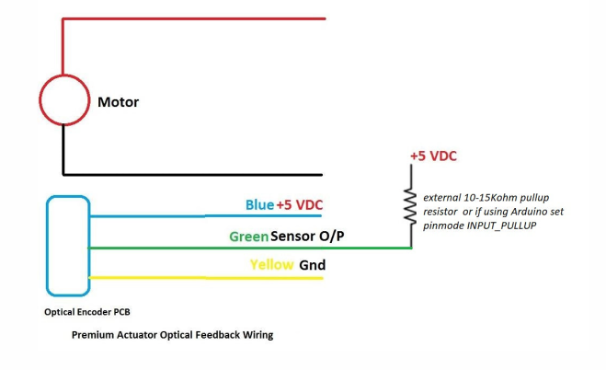 Motor
+5 VDC
external 10-15Kohm pullup
resistor or if using Arduino set
pinmode INPUT_PULLUP
Blue+5 VDC
Green Sensor O/P
Yellow Gnd
Optical Encoder PCB
Premium Actuator Optical Feedback Wiring